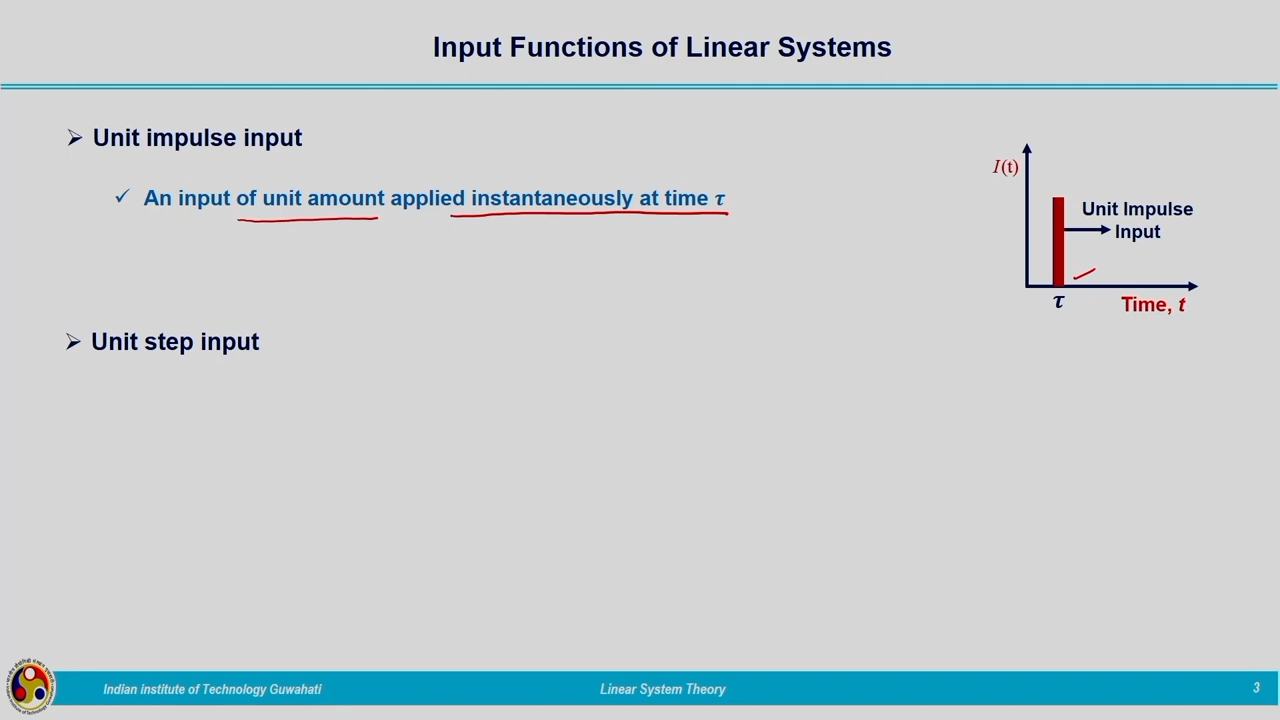 Input Functions of Linear Systems
➢ Unit impulse input
✓ An input of unit amount applied instantaneously at time τ
I(t)
Unit Impulse
Input
τ
Time, t
➢ Unit step input
Indian institute of Technology Guwahati
Linear System Theory
3